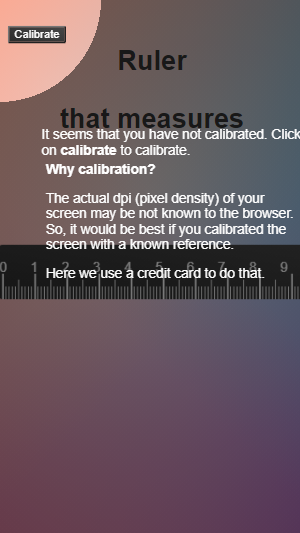 Calibrate
Ruler
that measures
It seems that you have not calibrated. Click
on calibrate to calibrate.
Why calibration?
The actual dpi (pixel density) of your
screen may be not known to the browser.
So, it would be best if you calibrated the
screen with a known reference.
0 1 2 3 4 5 6 7 8 9
Here we use a credit card to do that.